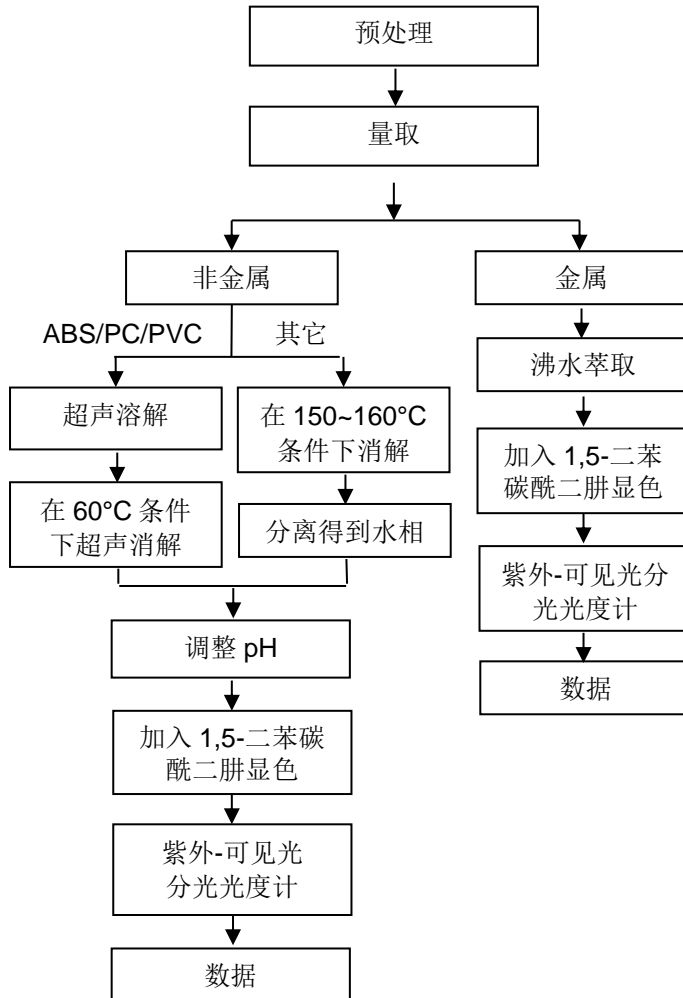 预处理
量取
非金属
金属
ABS/PC/PVC
其它
沸水萃取
超声溶解
在 150~160°C
条件下消解
加入 1,5-二苯
碳酰二肼显色
在 60°C 条件
下超声消解
分离得到水相
紫外-可见光分
光光度计
调整 pH
数据
加入 1,5-二苯碳
酰二肼显色
紫外-可见光
分光光度计
数据